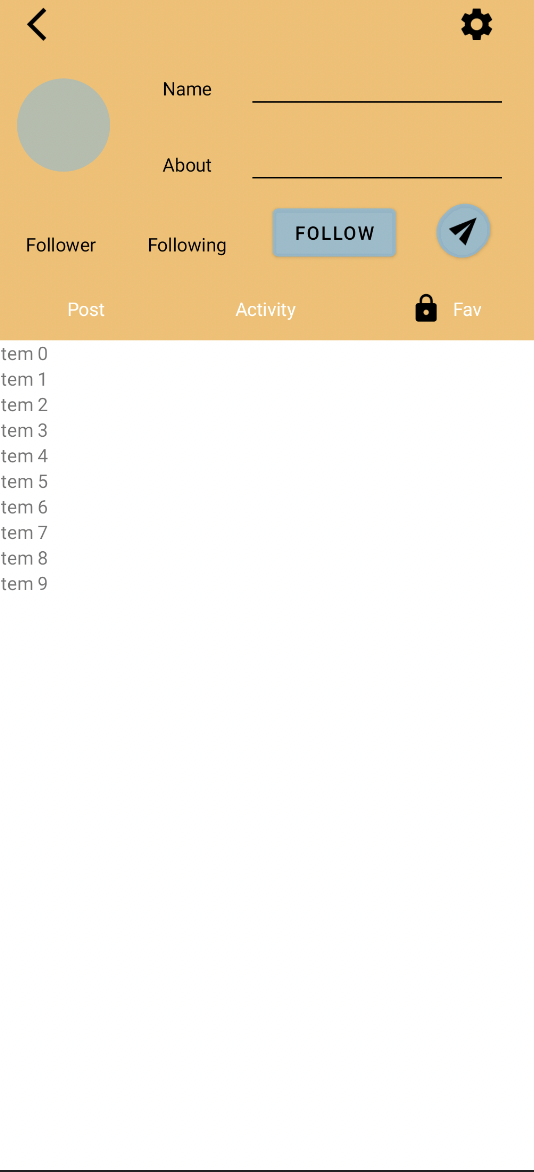 Name
About
Follower Following FOLLOW
Post Activity Fav
tem 0
tem 1
tem 2
tem 3
tem 4
tem 5
tem 6
tem 7
tem 8
tem 9